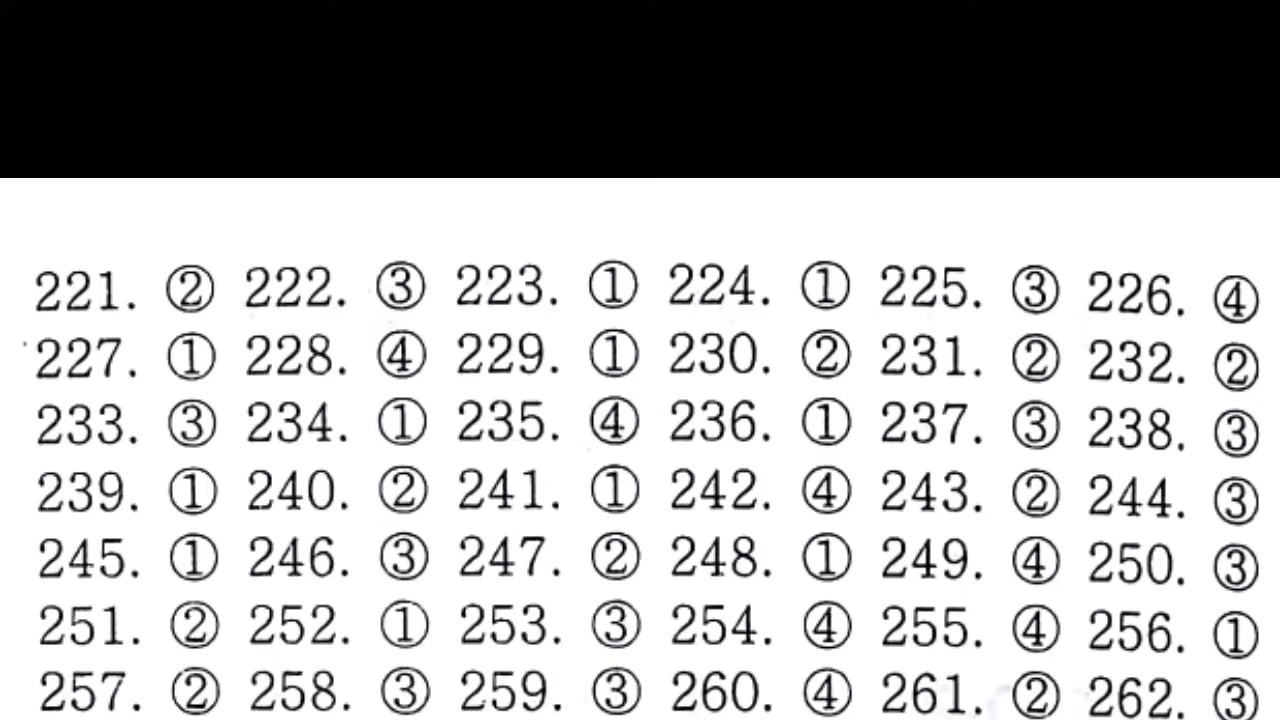 221. ② 222. ③ 223. ① 224. ① 225. ③ 226. ④
227. ① 228. ④ 229. ① 230. ② 231. ② 232. ②
233. ③ 234. ① 235. ④ 236. ① 237. ③ 238. ③
239. ① 240. ② 241. ① 242. ④ 243. ② 244. ③
245. ① 246. ③ 247. ② 248. ① 249. ④ 250. ③
251. ② 252. ① 253. ③ 254. ④ 255. ④ 256. ①
257. ② 258. ③ 259. ③ 260. ④ 261. ② 262. ③